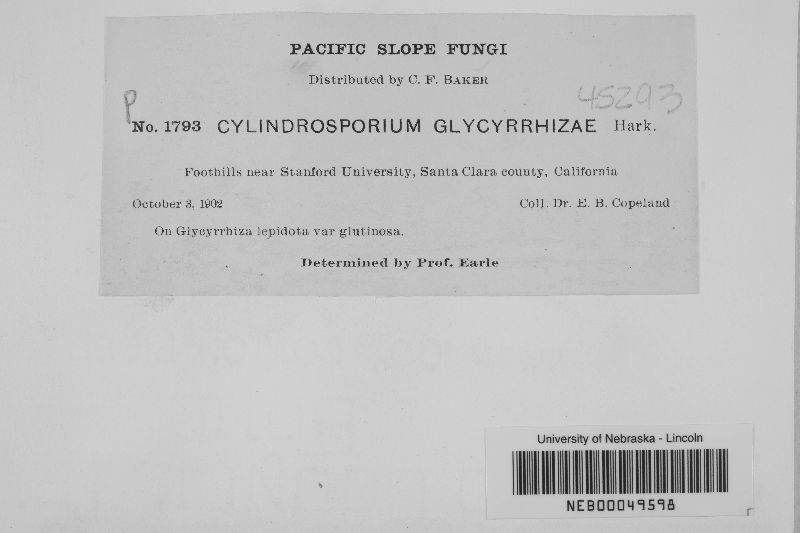 PACIFIC SLOPE FUNGI
Distributed by C. F. BAKER
P 45293
No. 1793 CYLINDROSPORIUM GLYCYRRHIZAE Hark.
Foothills near Stanford University, Santa Clara county, California
October 3, 1902 Coll. Dr. E. B. Copeland
On Glycyrrhiza lepidota var glutinosa.
Determined by Prof. Earle
University of Nebraska - Lincoln
NEB00049598